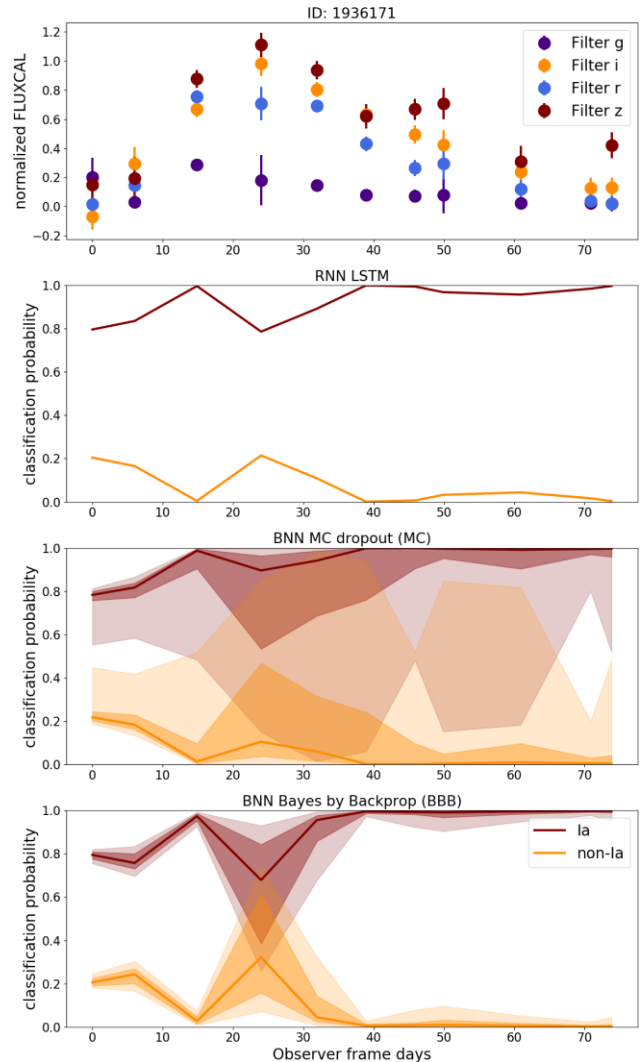 ID: 1936171
normalized FLUXCAL
1.2
1.0
0.8
0.6
0.4
0.2
0.0
−0.2
Filter g
Filter i
Filter r
Filter z
0 10 20 30 40 50 60 70
RNN LSTM
classification probability
1.0
0.8
0.6
0.4
0.2
0.0
0 10 20 30 40 50 60 70
BNN MC dropout (MC)
classification probability
1.0
0.8
0.6
0.4
0.2
0.0
0 10 20 30 40 50 60 70
BNN Bayes by Backprop (BBB)
classification probability
1.0
0.8
0.6
0.4
0.2
0.0
Ia
non-Ia
0 10 20 30 40 50 60 70
Observer frame days